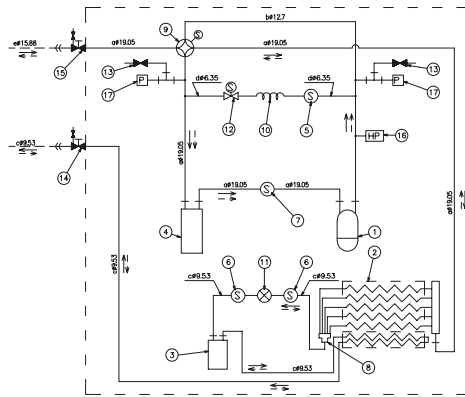 b#12.7
9
S
e#15.88
a#19.05
a#19.05
15
13
13
P
P
17
17
d#6.35
S
d#6.35
S
12
10
5
HP
16
c#9.53
14
a#19.05
a#19.05
a#19.05
S
a#19.05
7
4
1
6
11
6
2
c#9.53
c#9.53
S
S
c#9.53
3
8
c#9.53